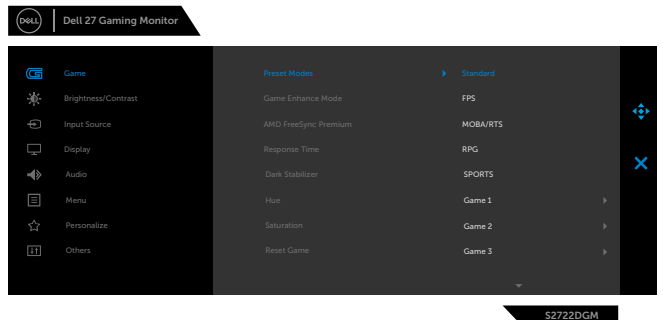 DELL
Dell 27 Gaming Monitor
Game
Preset Modes
Standard
Brightness/Contrast
Game Enhance Mode
FPS
Input Source
AMD FreeSync Premium
MOBA/RTS
Display
Response Time
RPG
Audio
Dark Stabilizer
SPORTS
Menu
Hue
Game 1
Personalize
Saturation
Game 2
Others
Reset Game
Game 3
S2722DGM